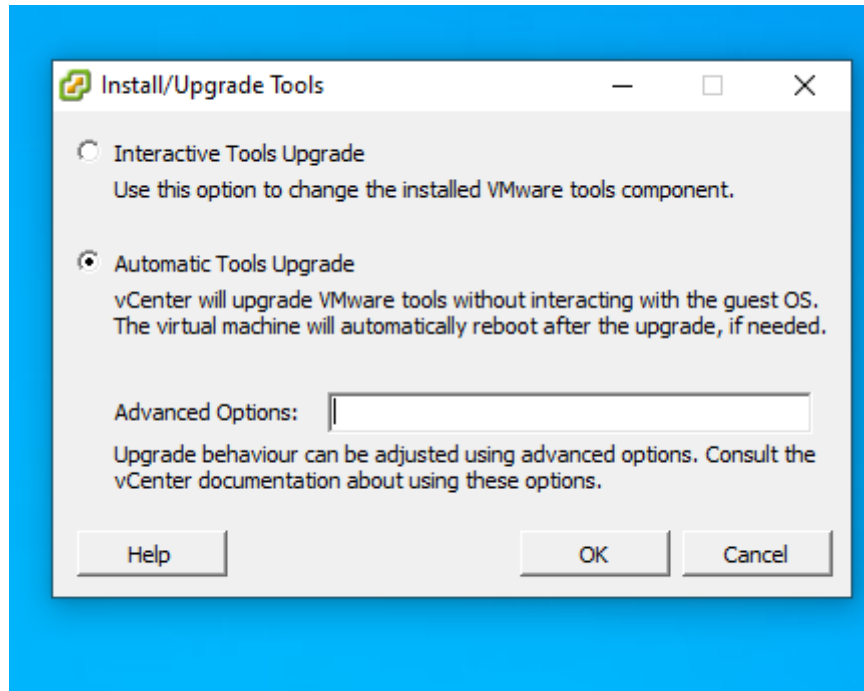 Install/Upgrade Tools
Interactive Tools Upgrade
Use this option to change the installed VMware tools component.
Automatic Tools Upgrade
vCenter will upgrade VMware tools without interacting with the guest OS.
The virtual machine will automatically reboot after the upgrade, if needed.
Advanced Options:
Upgrade behaviour can be adjusted using advanced options. Consult the
vCenter documentation about using these options.
Help OK Cancel